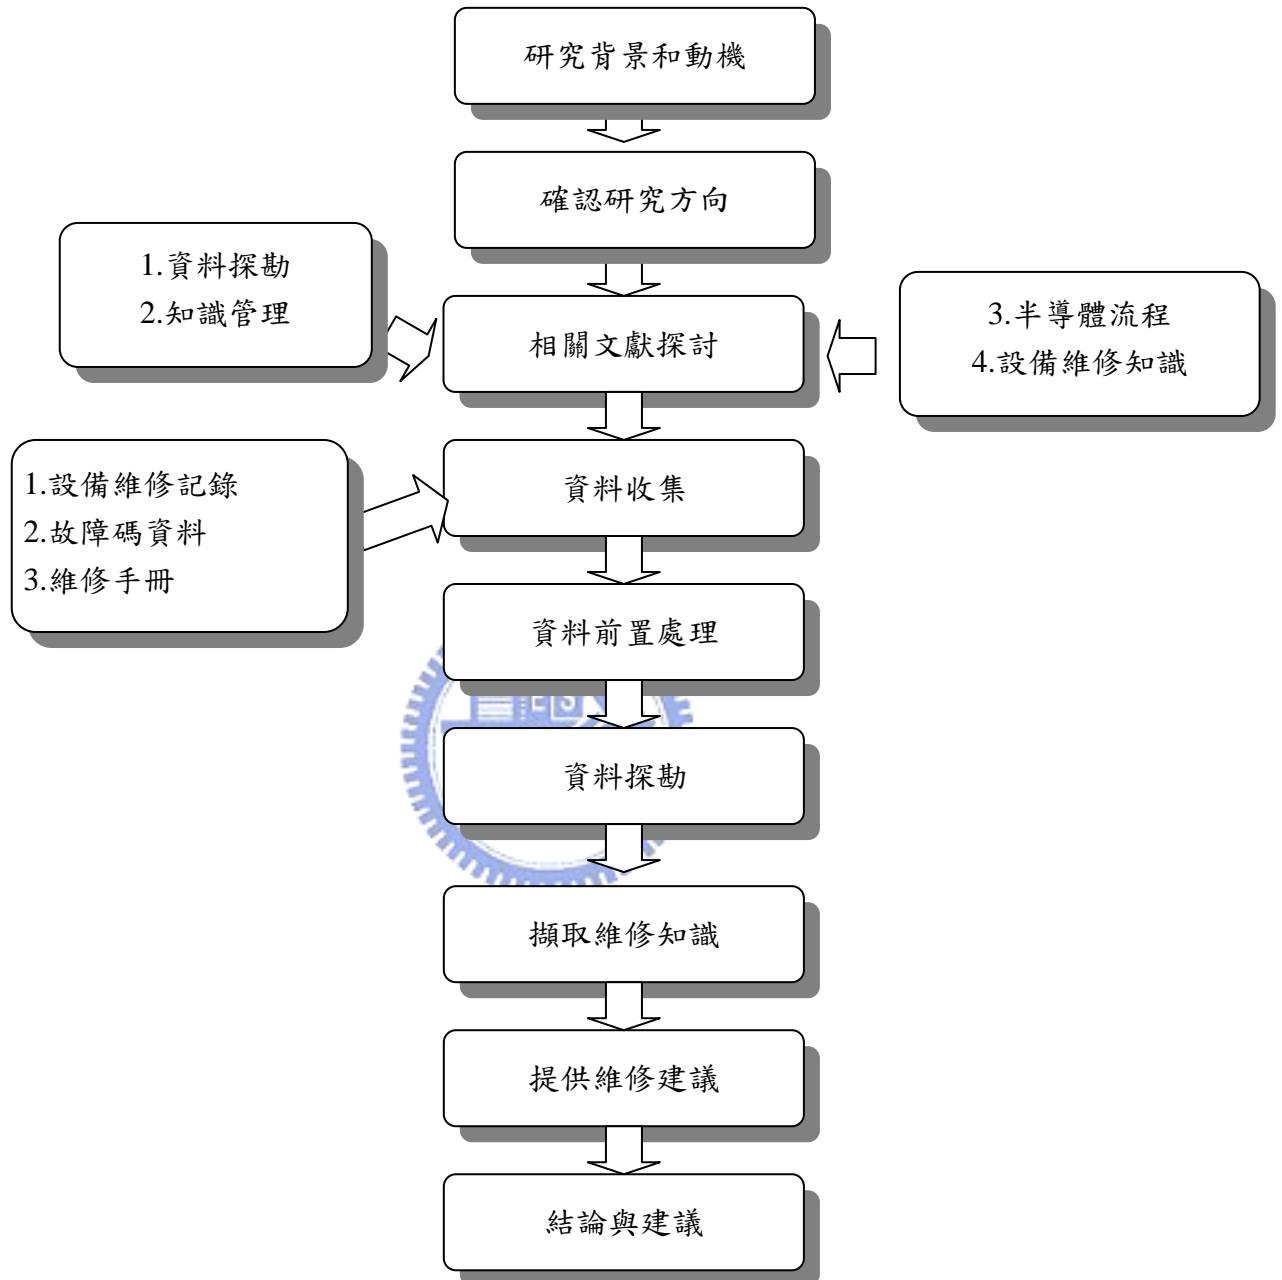 研究背景和動機
確認研究方向
1.資料探勘
2.知識管理
相關文獻探討
3.半導體流程
4.設備維修知識
1.設備維修記錄
2.故障碼資料
3.維修手冊
資料收集
資料前置處理
資料探勘
擷取維修知識
提供維修建議
結論與建議